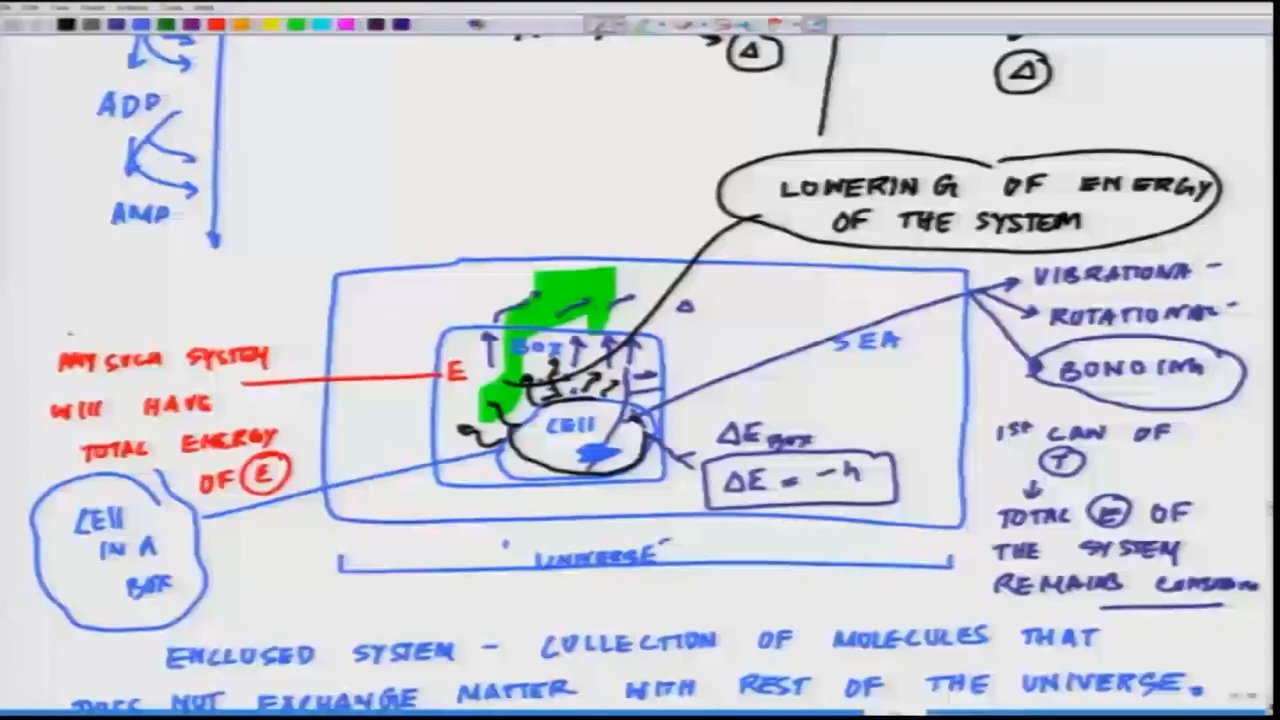 Δ
Δ
ADP
AMP
LOWERING OF ENERGY
OF THE SYSTEM
VIBRATIONA
ROTATIONAL
BONDING
Δ
SEA
BOX
E
CELL
ANY SUCH SYSTEM
WILL HAVE
TOTAL ENERGY
OF E
CELL
IN A
BOX
ΔE BOX
ΔE = -h
1ST LAW OF
T
TOTAL E OF
THE SYSTEM
REMAINS
"UNIVERSE"
ENCLOSED SYSTEM - COLLECTION OF MOLECULES THAT
DOES NOT EXCHANGE MATTER WITH REST OF THE UNIVERSE.